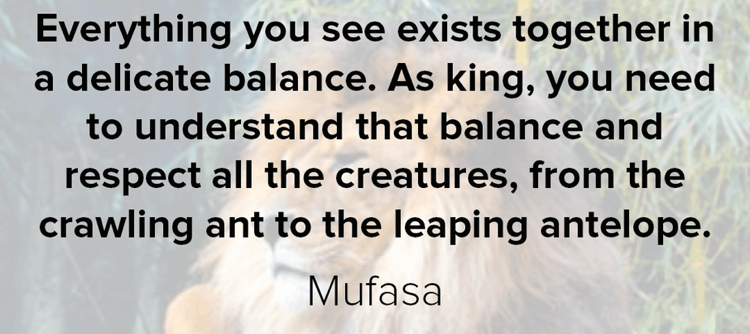 Everything you see exists together in
a delicate balance. As king, you need
to understand that balance and
respect all the creatures, from the
crawling ant to the leaping antelope.
Mufasa